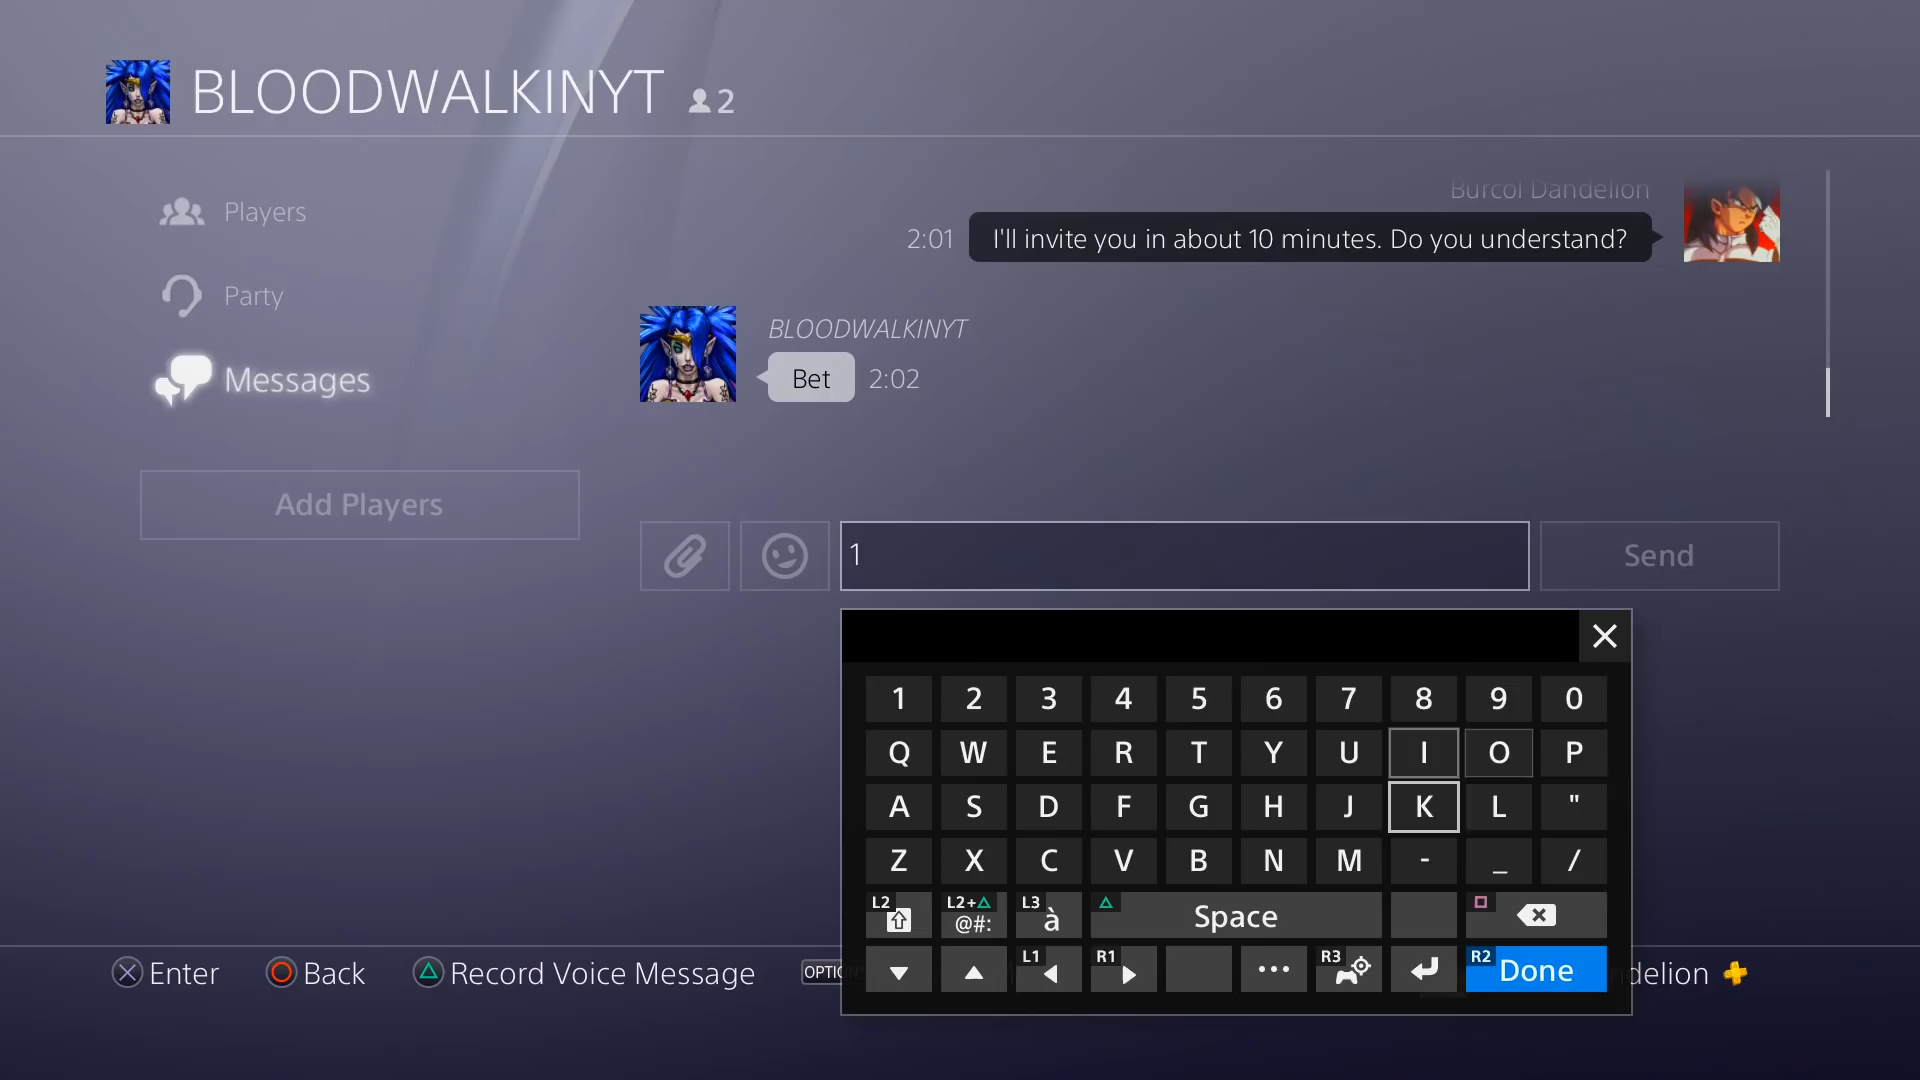 BLOODWALKINYT 2
Players
Party
Messages
Add Players
Burcol Dandelion
2:01 I'll invite you in about 10 minutes. Do you understand?
BLOODWALKINYT
Bet 2:02
1
Send
1 2 3 4 5 6 7 8 9 0
Q W E R T Y U I O P
A S D F G H J K L "
Z X C V B N M - _ /
L2 L2+△ @#: L3 à △ Space
L1 R1 ... R3 R2 Done
Enter Back Record Voice Message OPTION delion